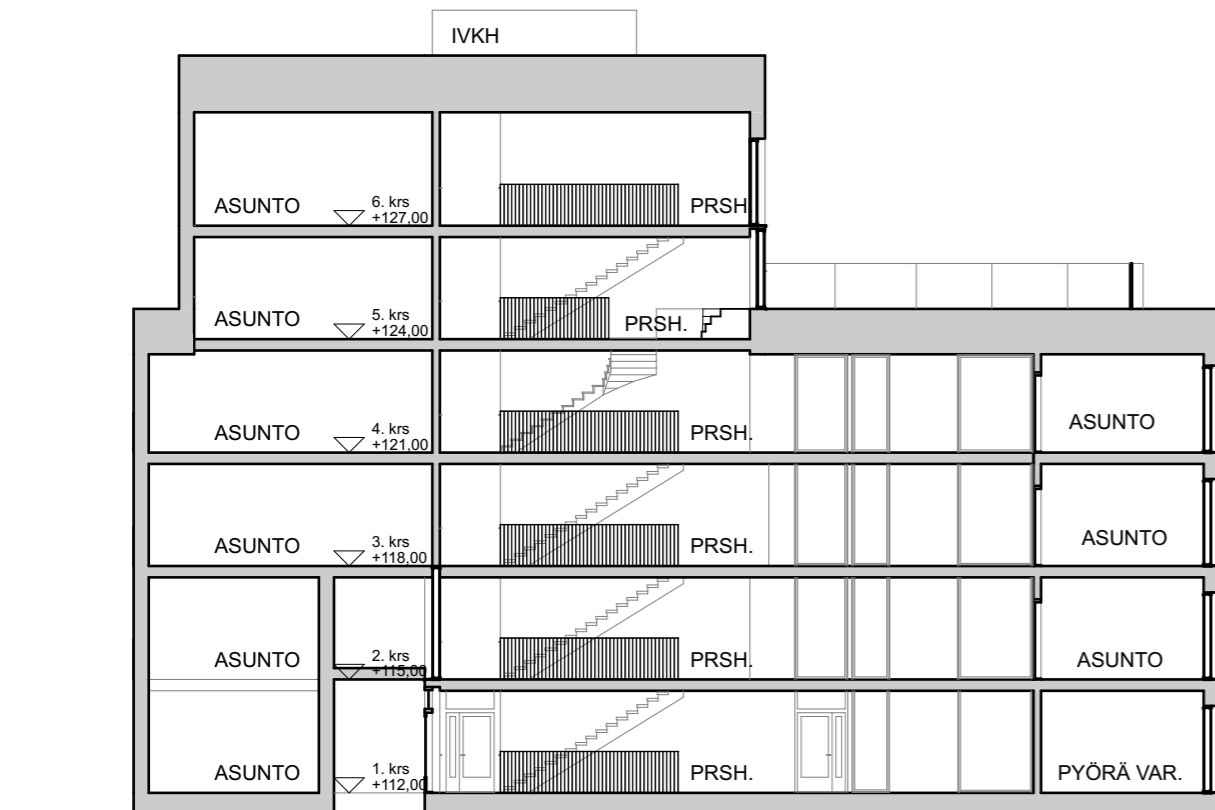 IVKH
ASUNTO
6. krs
+127,00
PRSH
ASUNTO
5. krs
+124,00
PRSH.
ASUNTO
4. krs
+121,00
PRSH.
ASUNTO
ASUNTO
3. krs
+118,00
PRSH.
ASUNTO
ASUNTO
2. krs
+115,00
PRSH.
ASUNTO
ASUNTO
1. krs
+112,00
PRSH.
PYÖRÄ VAR.